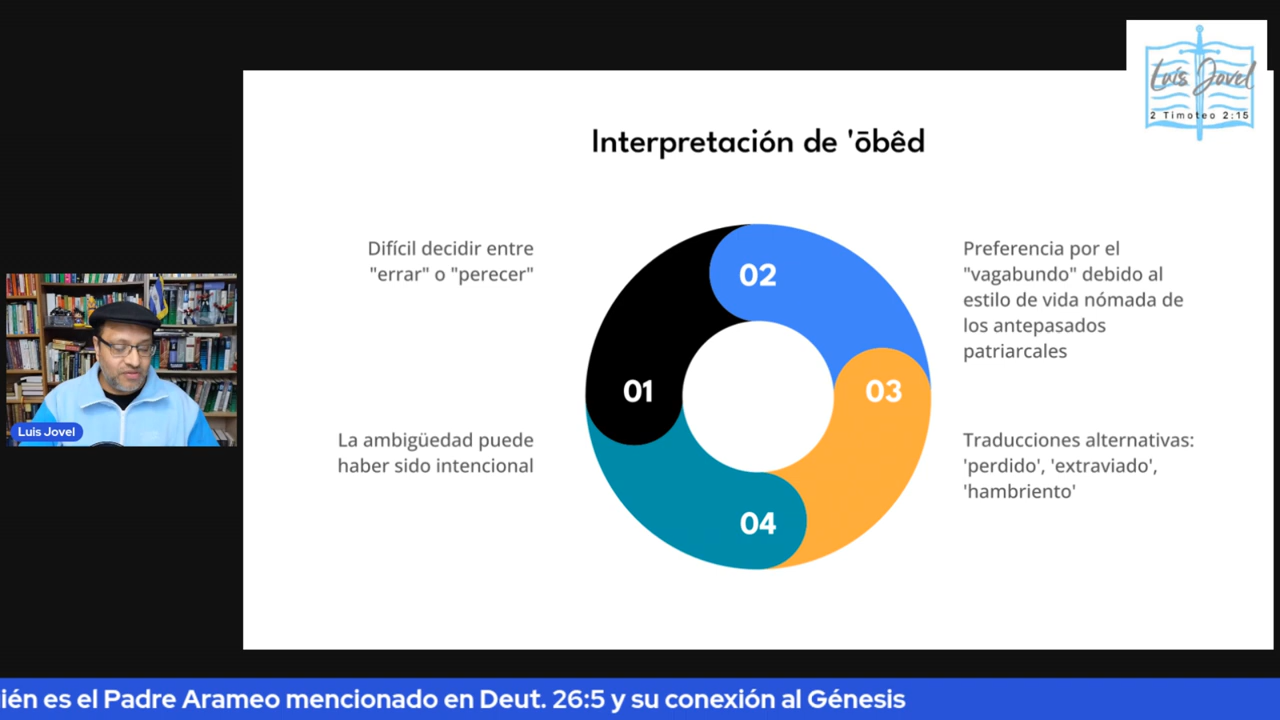 Luis Jovel
2 Timoteo 2:15
Interpretación de 'ōbêd
Difícil decidir entre
"errar" o "perecer"
01
02
Preferencia por el
"vagabundo" debido al
estilo de vida nómada de
los antepasados
patriarcales
03
Traducciones alternativas:
'perdido', 'extraviado',
'hambriento'
04
La ambigüedad puede
haber sido intencional
Luis Jovel
ién es el Padre Arameo mencionado en Deut. 26:5 y su conexión al Génesis